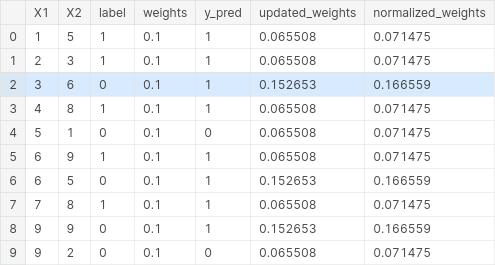 X1 X2 label weights y_pred updated_weights normalized_weights
0 1 5 1 0.1 1 0.065508 0.071475
1 2 3 1 0.1 1 0.065508 0.071475
2 3 6 0 0.1 1 0.152653 0.166559
3 4 8 1 0.1 1 0.065508 0.071475
4 5 1 0 0.1 0 0.065508 0.071475
5 6 9 1 0.1 1 0.065508 0.071475
6 6 5 0 0.1 1 0.152653 0.166559
7 7 8 1 0.1 1 0.065508 0.071475
8 9 9 0 0.1 1 0.152653 0.166559
9 9 2 0 0.1 0 0.065508 0.071475